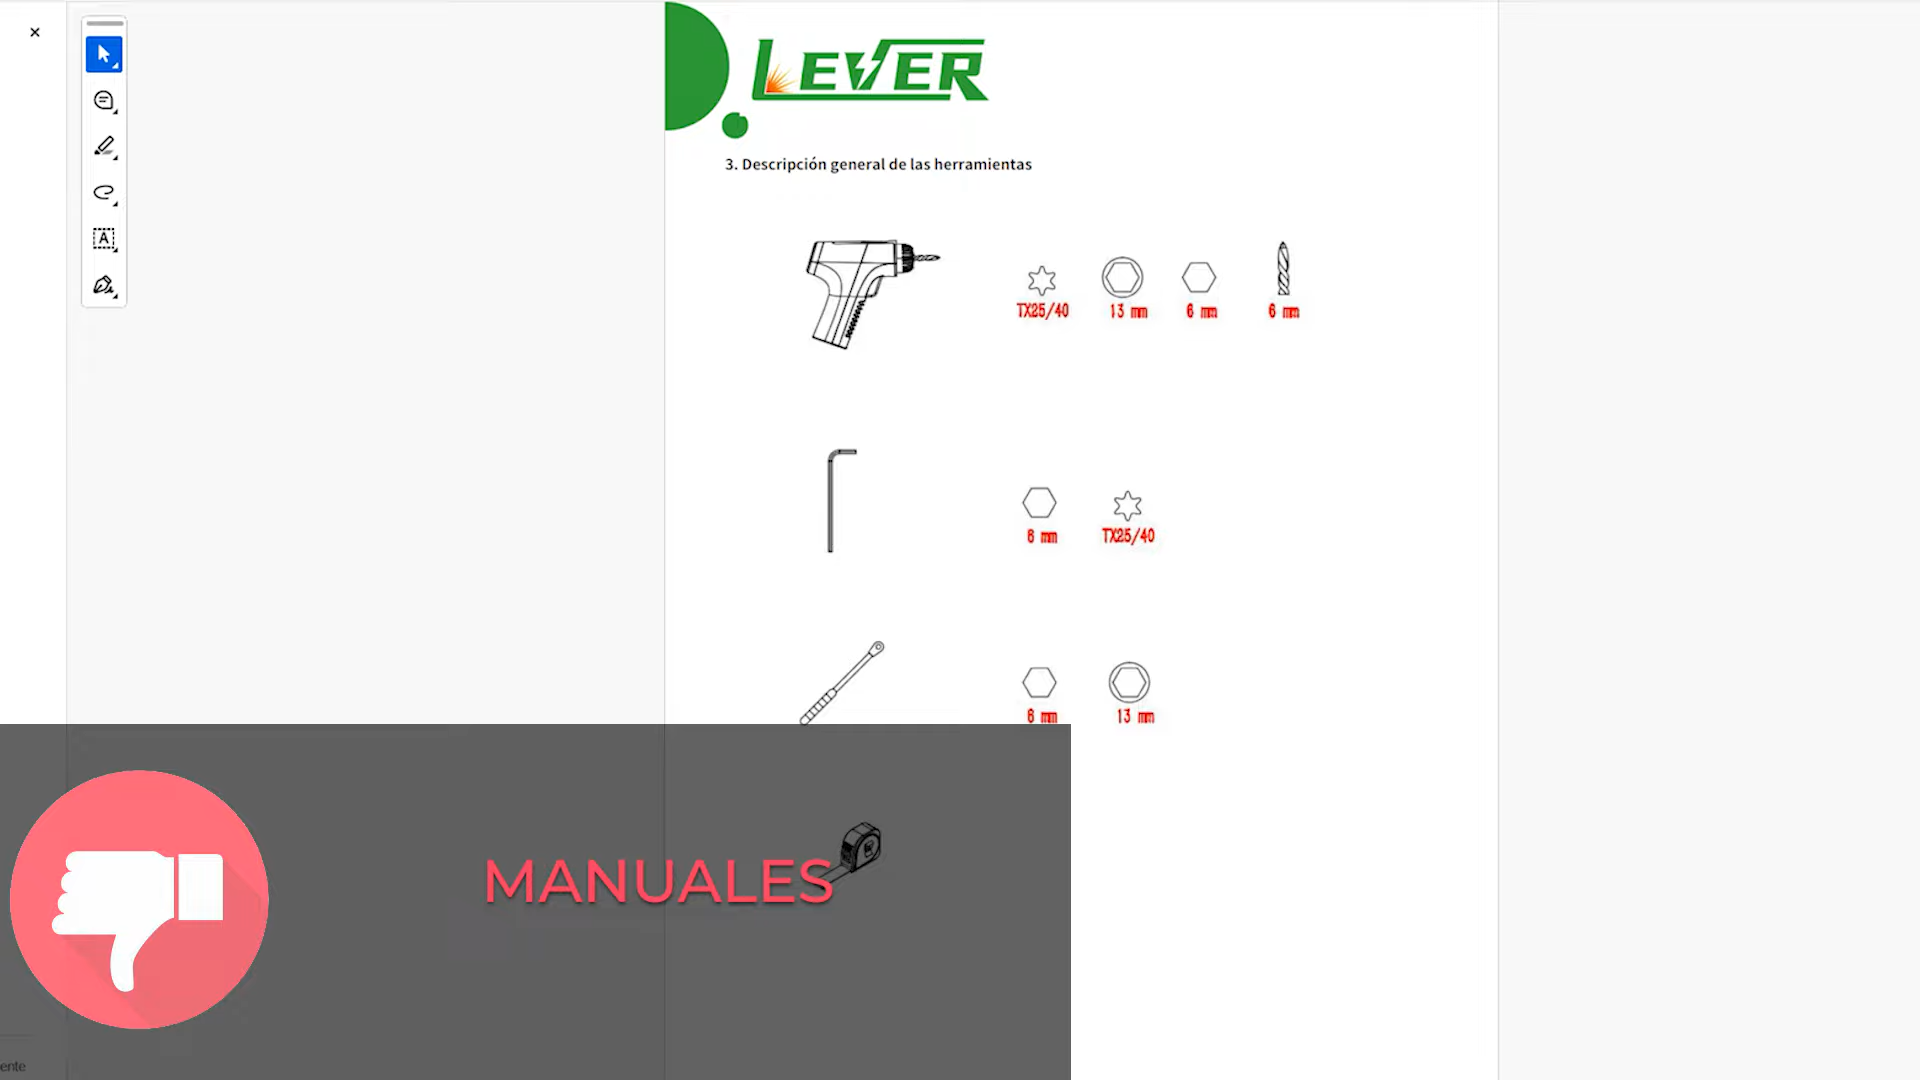 LEVER
3. Descripción general de las herramientas
TX25/40 13 mm 6 mm 6 mm
6 mm TX25/40
6 mm 13 mm
MANUALES
A
ente